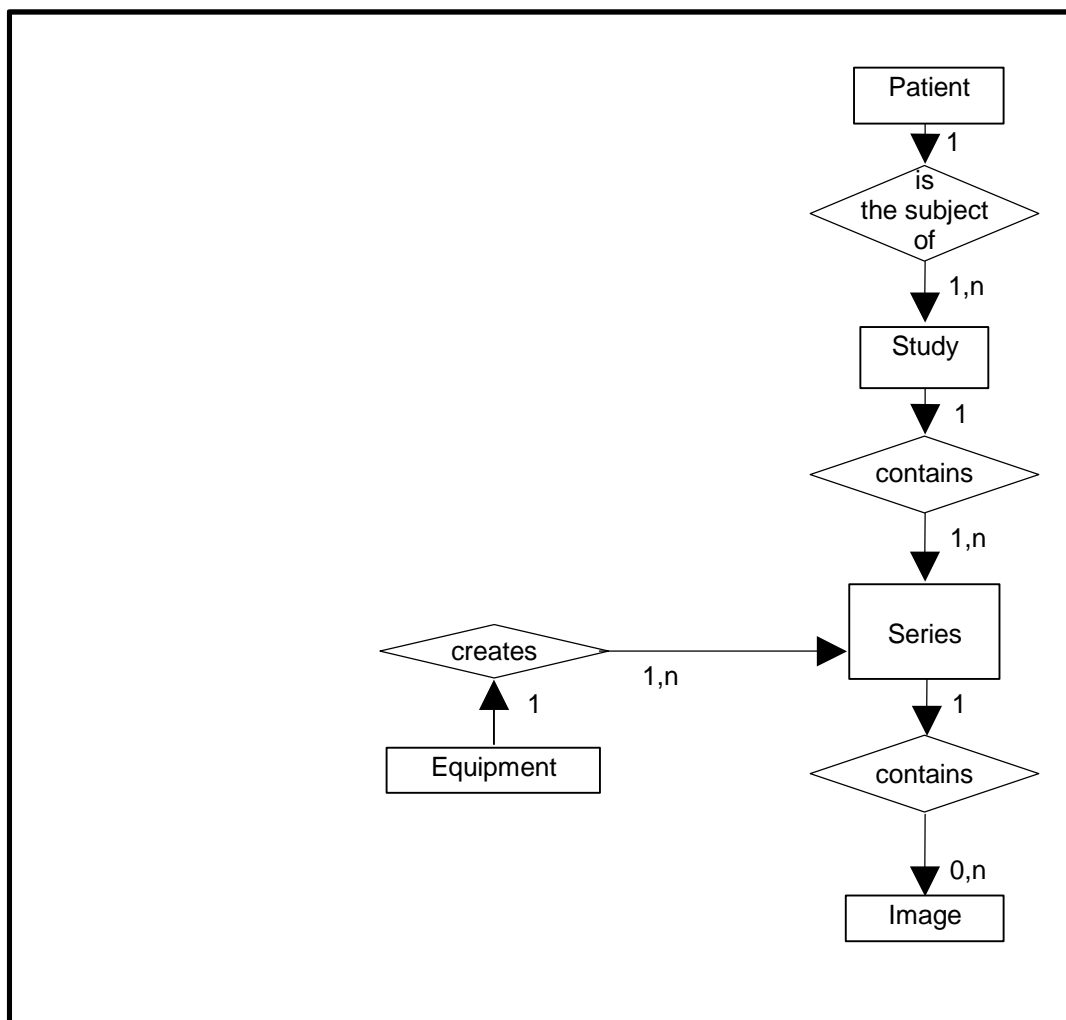 Patient
1
is
the subject
of
1,n
Study
1
contains
1,n
Series
creates
1,n
1
Equipment
1
contains
0,n
Image